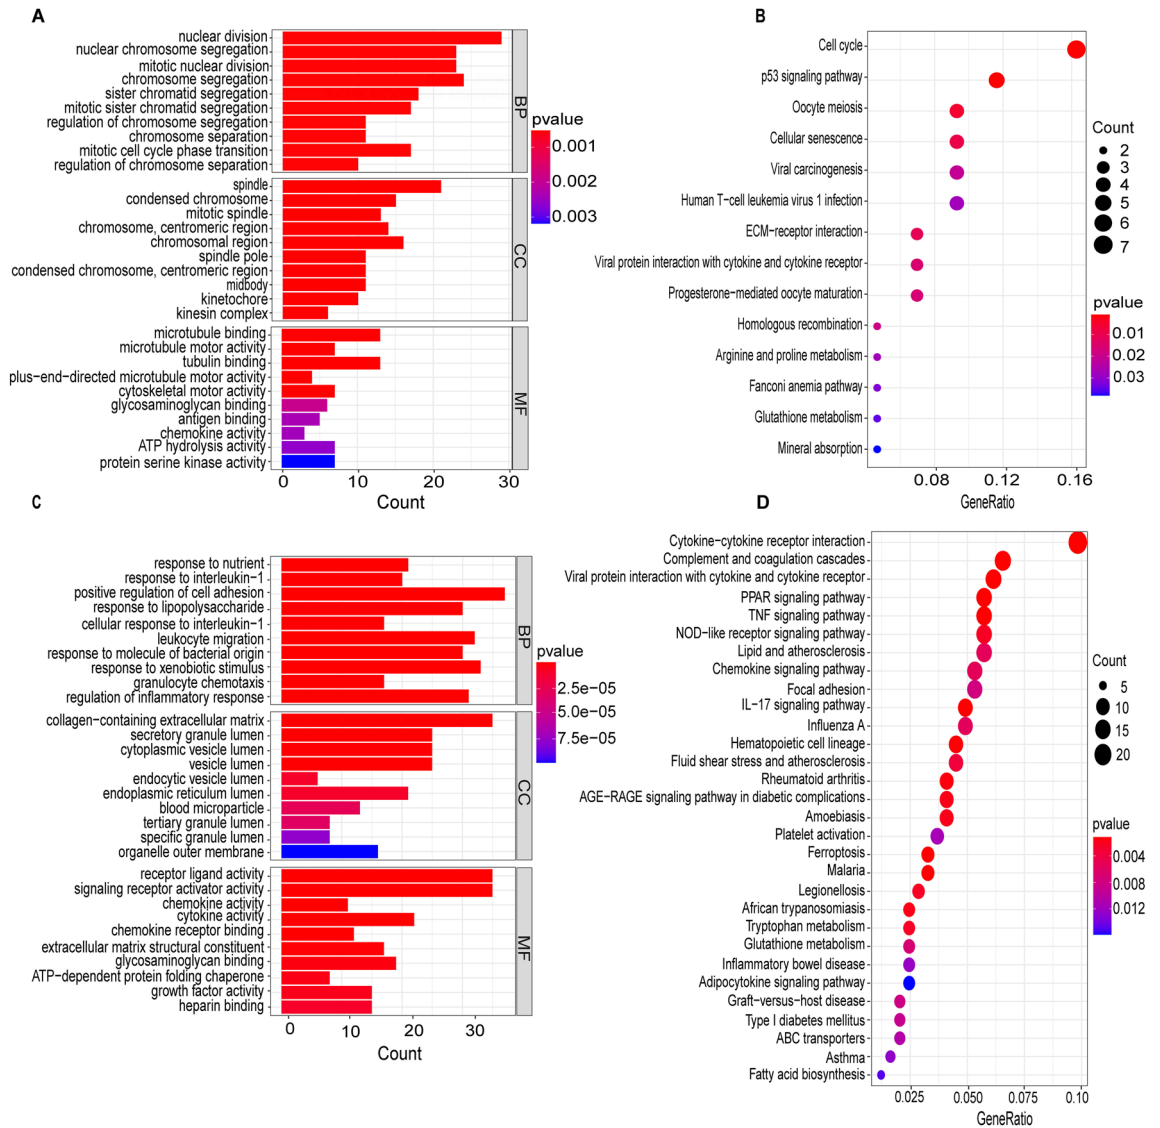 A
nuclear division
nuclear chromosome segregation
mitotic nuclear division
chromosome segregation
sister chromatid segregation
mitotic sister chromatid segregation
regulation of chromosome segregation
chromosome separation
mitotic cell cycle phase transition
regulation of chromosome separation
BP
spindle
condensed chromosome
mitotic spindle
chromosome, centromeric region
chromosomal region
spindle pole
condensed chromosome, centromeric region
midbody
kinetochore
kinesin complex
CC
microtubule binding
microtubule motor activity
tubulin binding
plus−end−directed microtubule motor activity
cytoskeletal motor activity
glycosaminoglycan binding
antigen binding
chemokine activity
ATP hydrolysis activity
protein serine kinase activity
MF
0 10 20 30
Count
pvalue
0.001
0.002
0.003
B
Cell cycle
p53 signaling pathway
Oocyte meiosis
Cellular senescence
Viral carcinogenesis
Human T−cell leukemia virus 1 infection
ECM−receptor interaction
Viral protein interaction with cytokine and cytokine receptor
Progesterone−mediated oocyte maturation
Homologous recombination
Arginine and proline metabolism
Fanconi anemia pathway
Glutathione metabolism
Mineral absorption
0.08 0.12 0.16
GeneRatio
Count
2
3
4
5
6
7
pvalue
0.01
0.02
0.03
C
response to nutrient
response to interleukin−1
positive regulation of cell adhesion
response to lipopolysaccharide
cellular response to interleukin−1
leukocyte migration
response to molecule of bacterial origin
response to xenobiotic stimulus
granulocyte chemotaxis
regulation of inflammatory response
BP
collagen−containing extracellular matrix
secretory granule lumen
cytoplasmic vesicle lumen
vesicle lumen
endocytic vesicle lumen
endoplasmic reticulum lumen
blood microparticle
tertiary granule lumen
specific granule lumen
organelle outer membrane
CC
receptor ligand activity
signaling receptor activator activity
chemokine activity
cytokine activity
chemokine receptor binding
extracellular matrix structural constituent
glycosaminoglycan binding
ATP−dependent protein folding chaperone
growth factor activity
heparin binding
MF
0 10 20 30
Count
pvalue
2.5e−05
5.0e−05
7.5e−05
D
Cytokine−cytokine receptor interaction
Complement and coagulation cascades
Viral protein interaction with cytokine and cytokine receptor
PPAR signaling pathway
TNF signaling pathway
NOD−like receptor signaling pathway
Lipid and atherosclerosis
Chemokine signaling pathway
Focal adhesion
IL−17 signaling pathway
Influenza A
Hematopoietic cell lineage
Fluid shear stress and atherosclerosis
Rheumatoid arthritis
AGE−RAGE signaling pathway in diabetic complications
Amoebiasis
Platelet activation
Ferroptosis
Malaria
Legionellosis
African trypanosomiasis
Tryptophan metabolism
Glutathione metabolism
Inflammatory bowel disease
Adipocytokine signaling pathway
Graft−versus−host disease
Type I diabetes mellitus
ABC transporters
Asthma
Fatty acid biosynthesis
0.025 0.050 0.075 0.10
GeneRatio
Count
5
10
15
20
pvalue
0.004
0.008
0.012